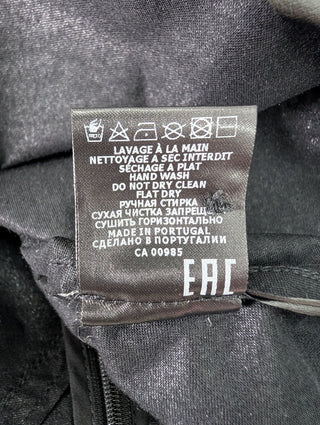 LAVAGE À LA MAIN
NETTOYAGE A SEC INTERDIT
SÉCHAGE A PLAT
HAND WASH
DO NOT DRY CLEAN
FLAT DRY
РУЧНАЯ СТИРКА
СУХАЯ ЧИСТКА ЗАПРЕЩ
СУШИТЬ ГОРИЗОНТАЛЬНО
MADE IN PORTUGAL
СДЕЛАНО В ПОРТУГАЛИИ
CA 00985
EAC